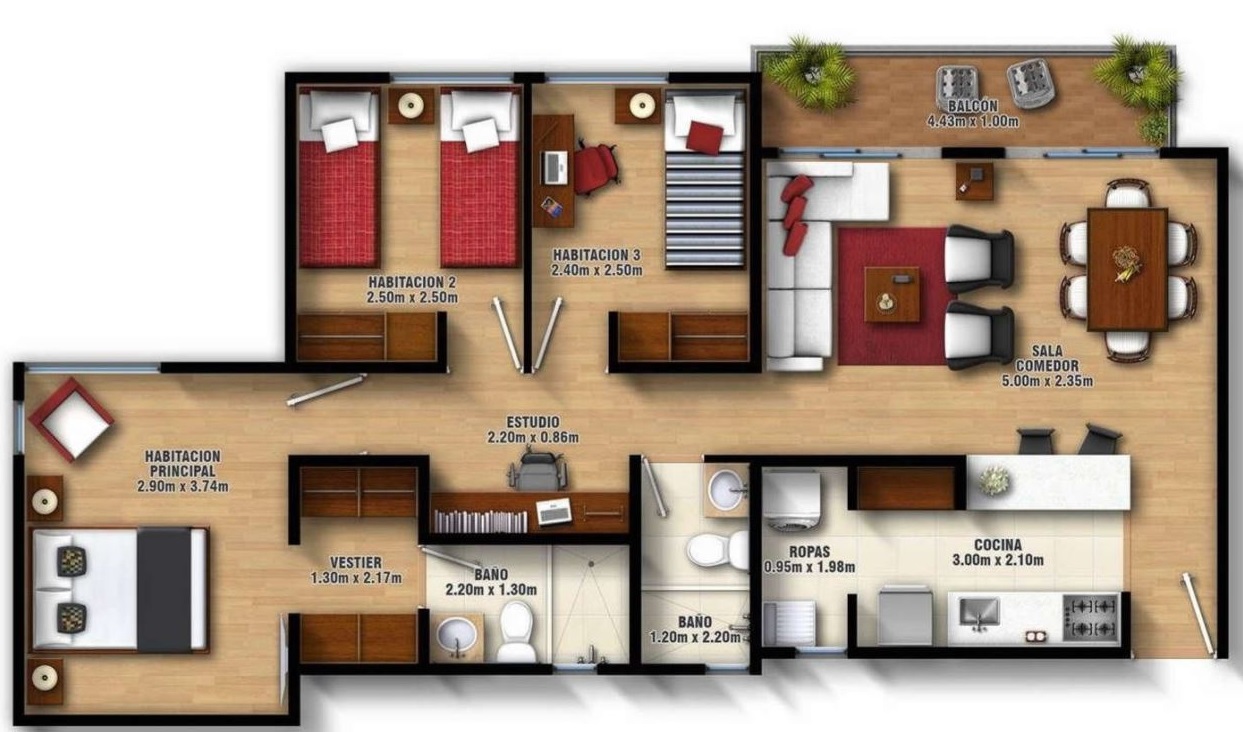 BALCÓN
4.43m x 1.00m
HABITACION 2
2.50m x 2.50m
HABITACION 3
2.40m x 2.50m
SALA
COMEDOR
5.00m x 2.35m
ESTUDIO
2.20m x 0.86m
HABITACION
PRINCIPAL
2.90m x 3.74m
VESTIER
1.30m x 2.17m
BAÑO
2.20m x 1.30m
BAÑO
1.20m x 2.20m
ROPAS
0.95m x 1.98m
COCINA
3.00m x 2.10m